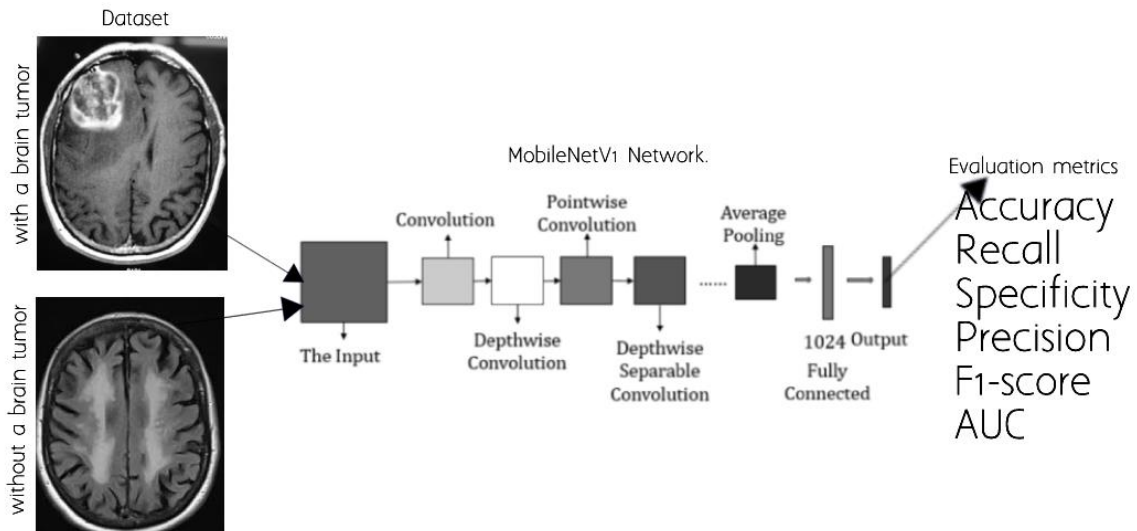 Dataset
with a brain tumor
without a brain tumor
MobileNetV1 Network.
The Input
Convolution
Depthwise
Convolution
Pointwise
Convolution
Depthwise
Separable
Convolution
......
Average
Pooling
1024
Fully
Connected
Output
Evaluation metrics
Accuracy
Recall
Specificity
Precision
F1-score
AUC